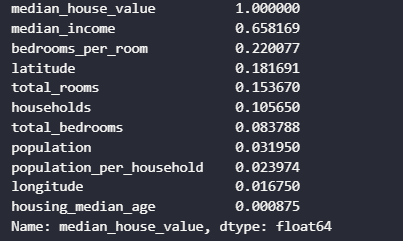 median_house_value 1.000000
median_income 0.658169
bedrooms_per_room 0.220077
latitude 0.181691
total_rooms 0.153670
households 0.105650
total_bedrooms 0.083788
population 0.031950
population_per_household 0.023974
longitude 0.016750
housing_median_age 0.000875
Name: median_house_value, dtype: float64